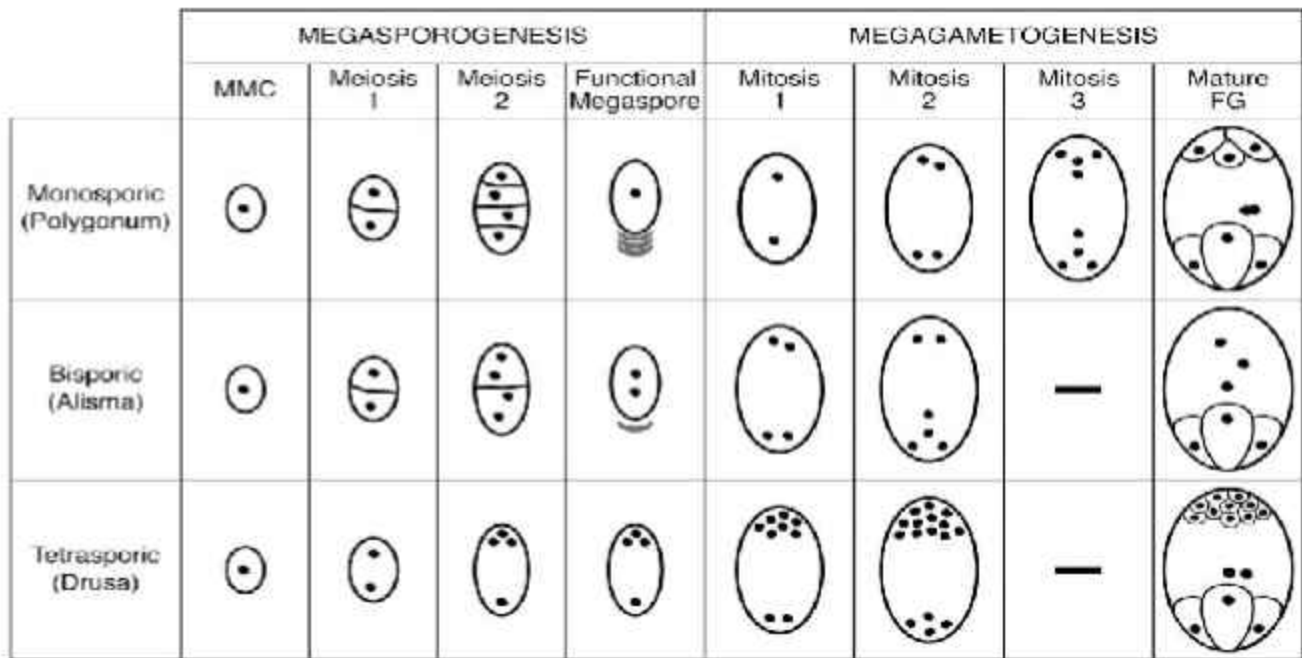 MEGASPOROGENESIS MEGAGAMETOGENESIS
MMC Meiosis 1 Meiosis 2 Functional Megaspore Mitosis 1 Mitosis 2 Mitosis 3 Mature FG
Monosporic
(Polygonum)
Bisporic
(Alisma)
Tetrasporic
(Drusa)